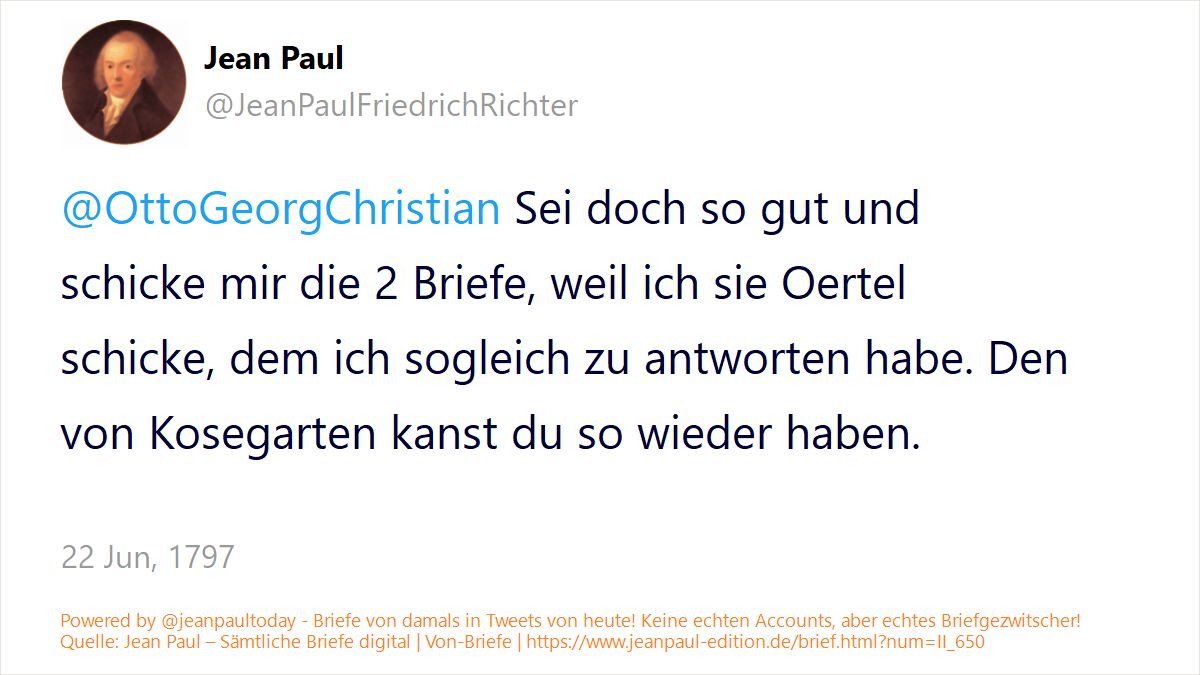 Jean Paul
@JeanPaulFriedrichRichter
@OttoGeorgChristian Sei doch so gut und
schicke mir die 2 Briefe, weil ich sie Oertel
schicke, dem ich sogleich zu antworten habe. Den
von Kosegarten kanst du so wieder haben.
22 Jun, 1797
Powered by @jeanpaultoday - Briefe von damals in Tweets von heute! Keine echten Accounts, aber echtes Briefgezwitscher!
Quelle: Jean Paul – Sämtliche Briefe digital | Von-Briefe | https://www.jeanpaul-edition.de/brief.html?num=II_650